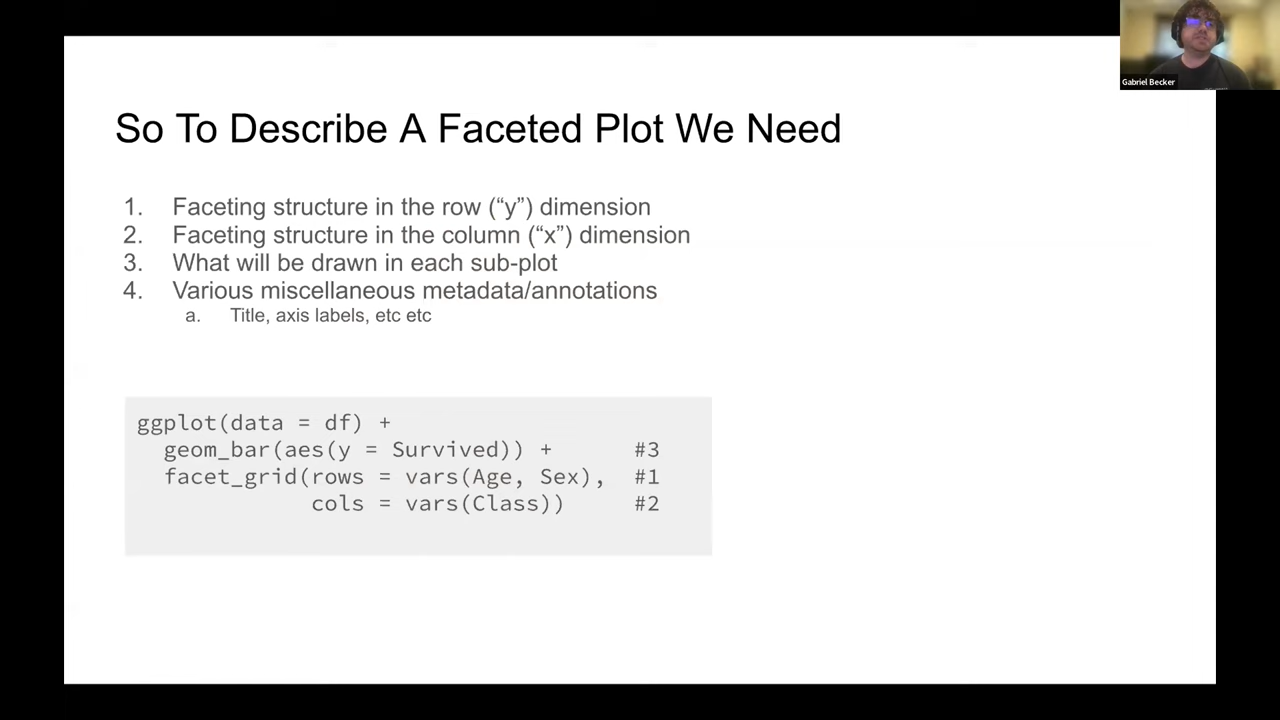 Gabriel Becker
So To Describe A Faceted Plot We Need
1. Faceting structure in the row (“y”) dimension
2. Faceting structure in the column (“x”) dimension
3. What will be drawn in each sub-plot
4. Various miscellaneous metadata/annotations
a. Title, axis labels, etc etc
ggplot(data = df) +
  geom_bar(aes(y = Survived)) +      #3
  facet_grid(rows = vars(Age, Sex),  #1
             cols = vars(Class))     #2